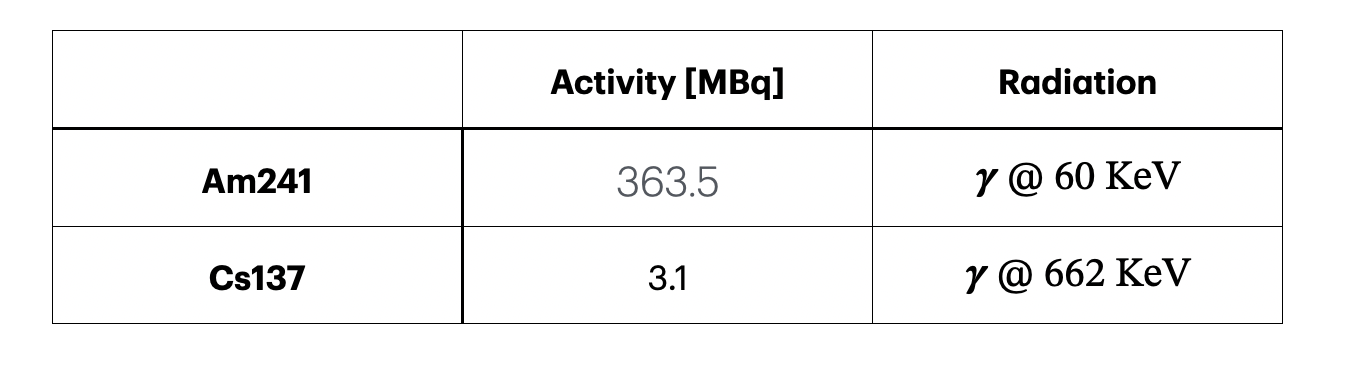 Activity [MBq] Radiation
Am241 363.5 γ @ 60 KeV
Cs137 3.1 γ @ 662 KeV